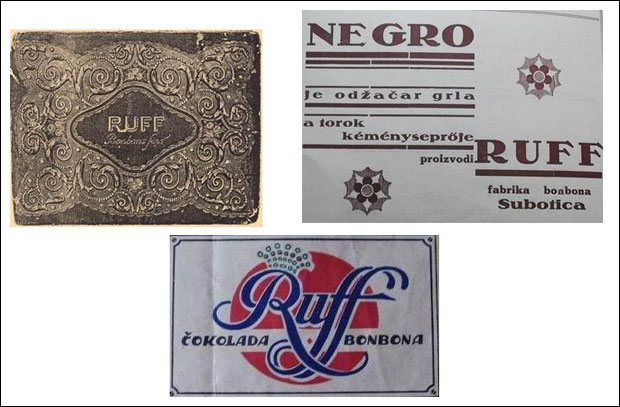 RUFF
Bonbons fins
NEGRO
je odžačar grla
a torok
kéményseprője
proizvodi RUFF
fabrika bonbona
Subotica
Ruff
ČOKOLADA BONBONA